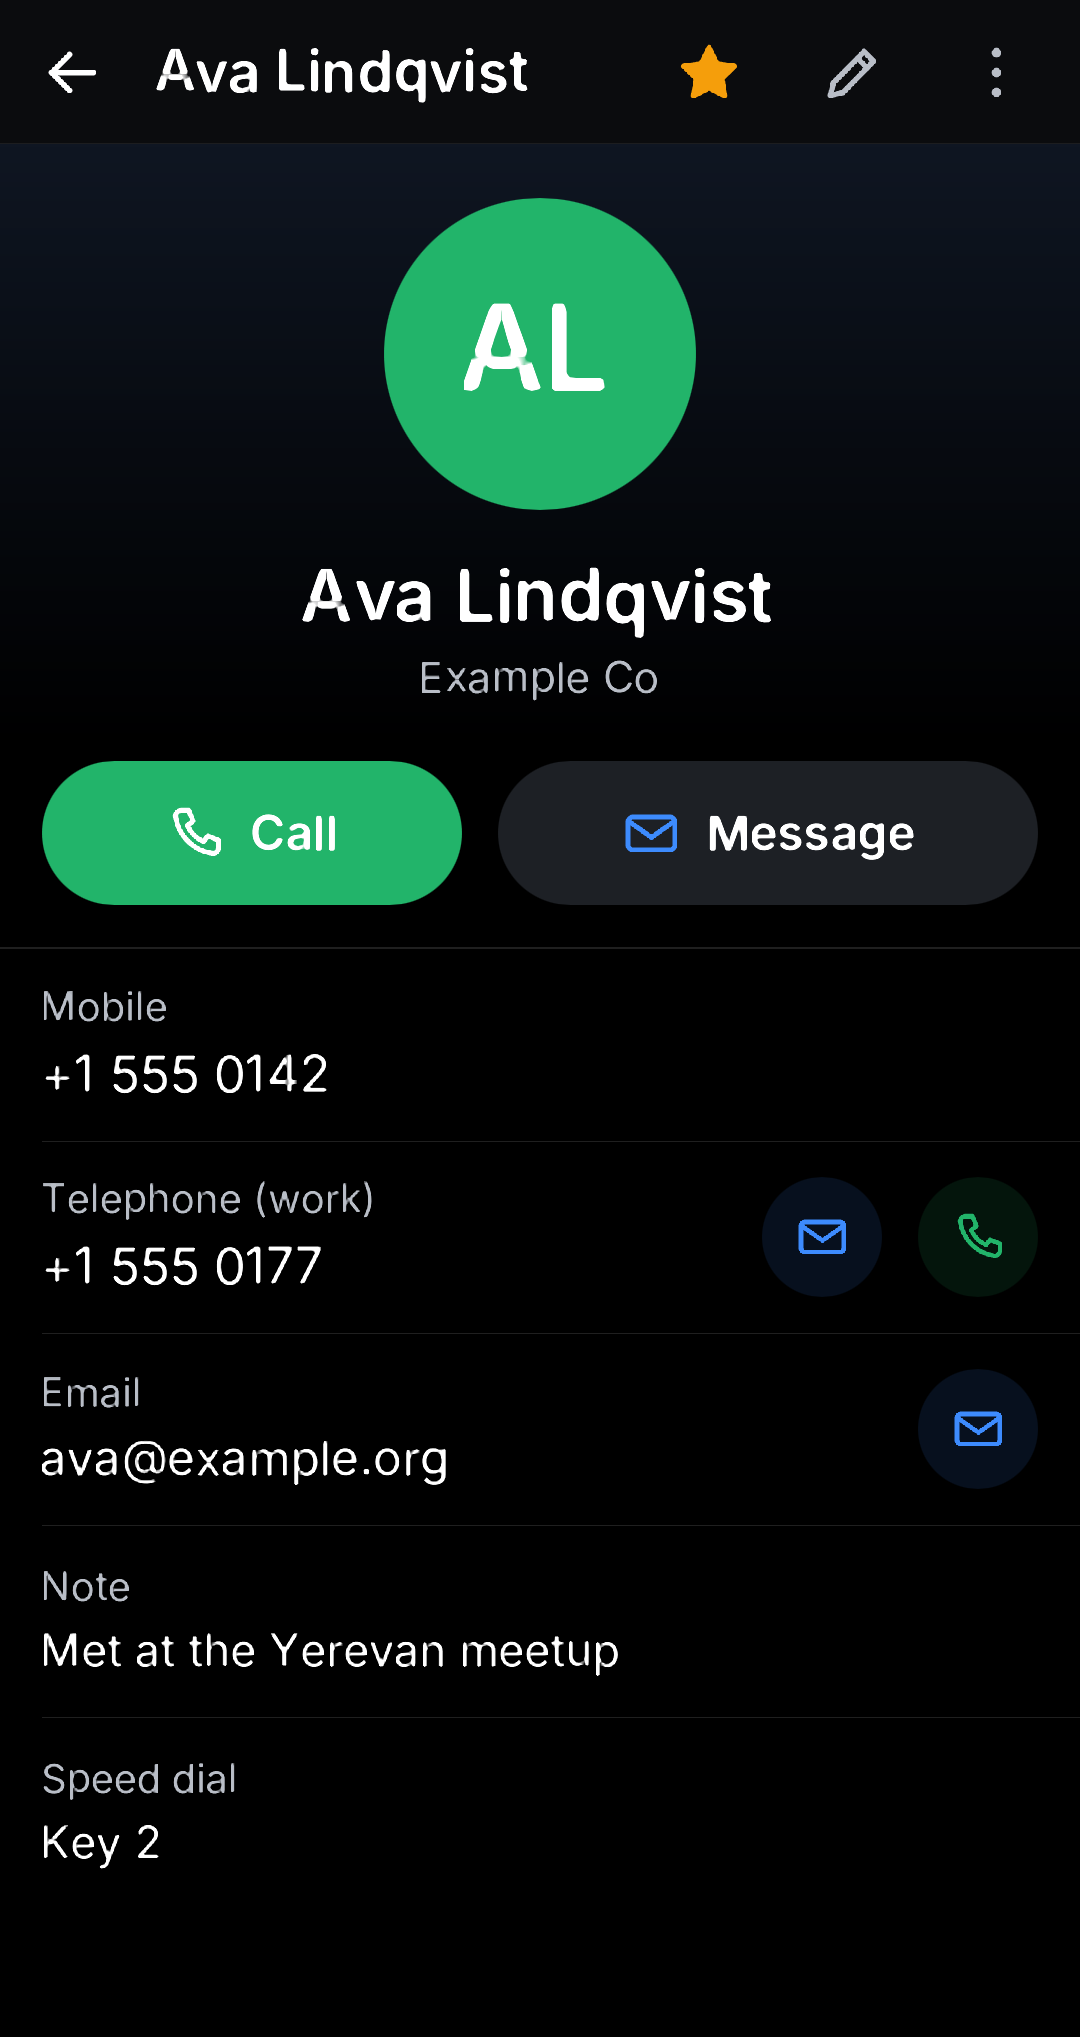 Ava Lindqvist
AL
Ava Lindqvist
Example Co
Call
Message
Mobile
+1 555 0142
Telephone (work)
+1 555 0177
Email
ava@example.org
Note
Met at the Yerevan meetup
Speed dial
Key 2